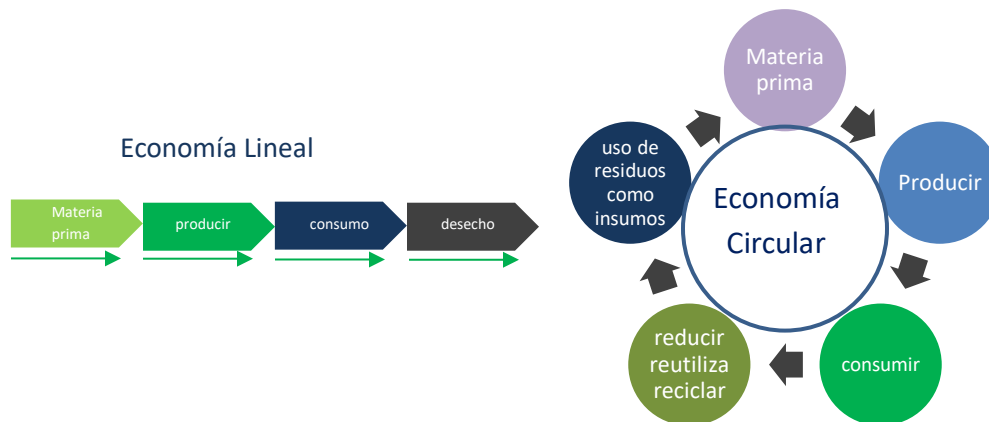 Economía Lineal
Materia
prima
producir
consumo
desecho
Economía
Circular
Materia
prima
Producir
consumir
reducir
reutiliza
reciclar
uso de
residuos
como
insumos